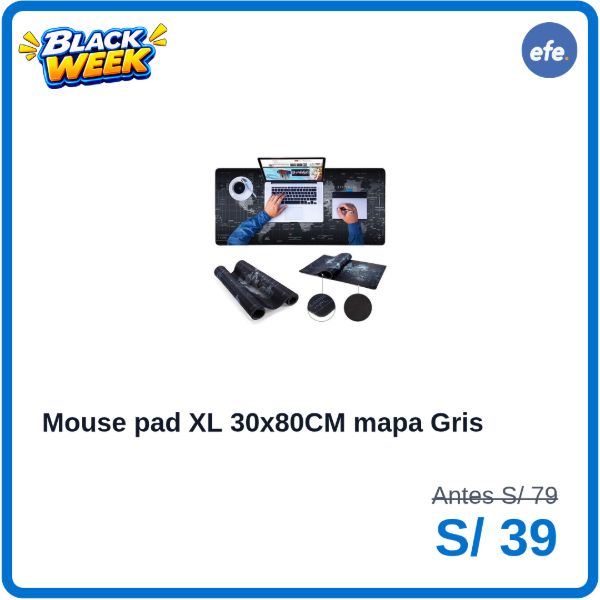 BLACK
WEEK
efe.
Mouse pad XL 30x80CM mapa Gris
Antes S/ 79
S/ 39